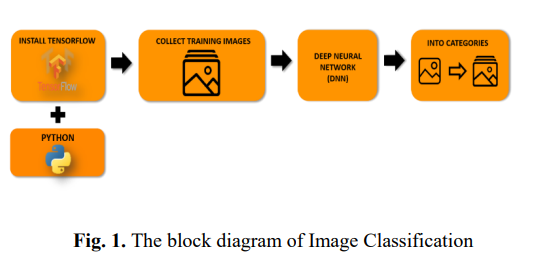 INSTALL TENSORFLOW
TensorFlow
+
PYTHON
COLLECT TRAINING IMAGES
DEEP NEURAL
NETWORK
(DNN)
INTO CATEGORIES
Fig. 1. The block diagram of Image Classification